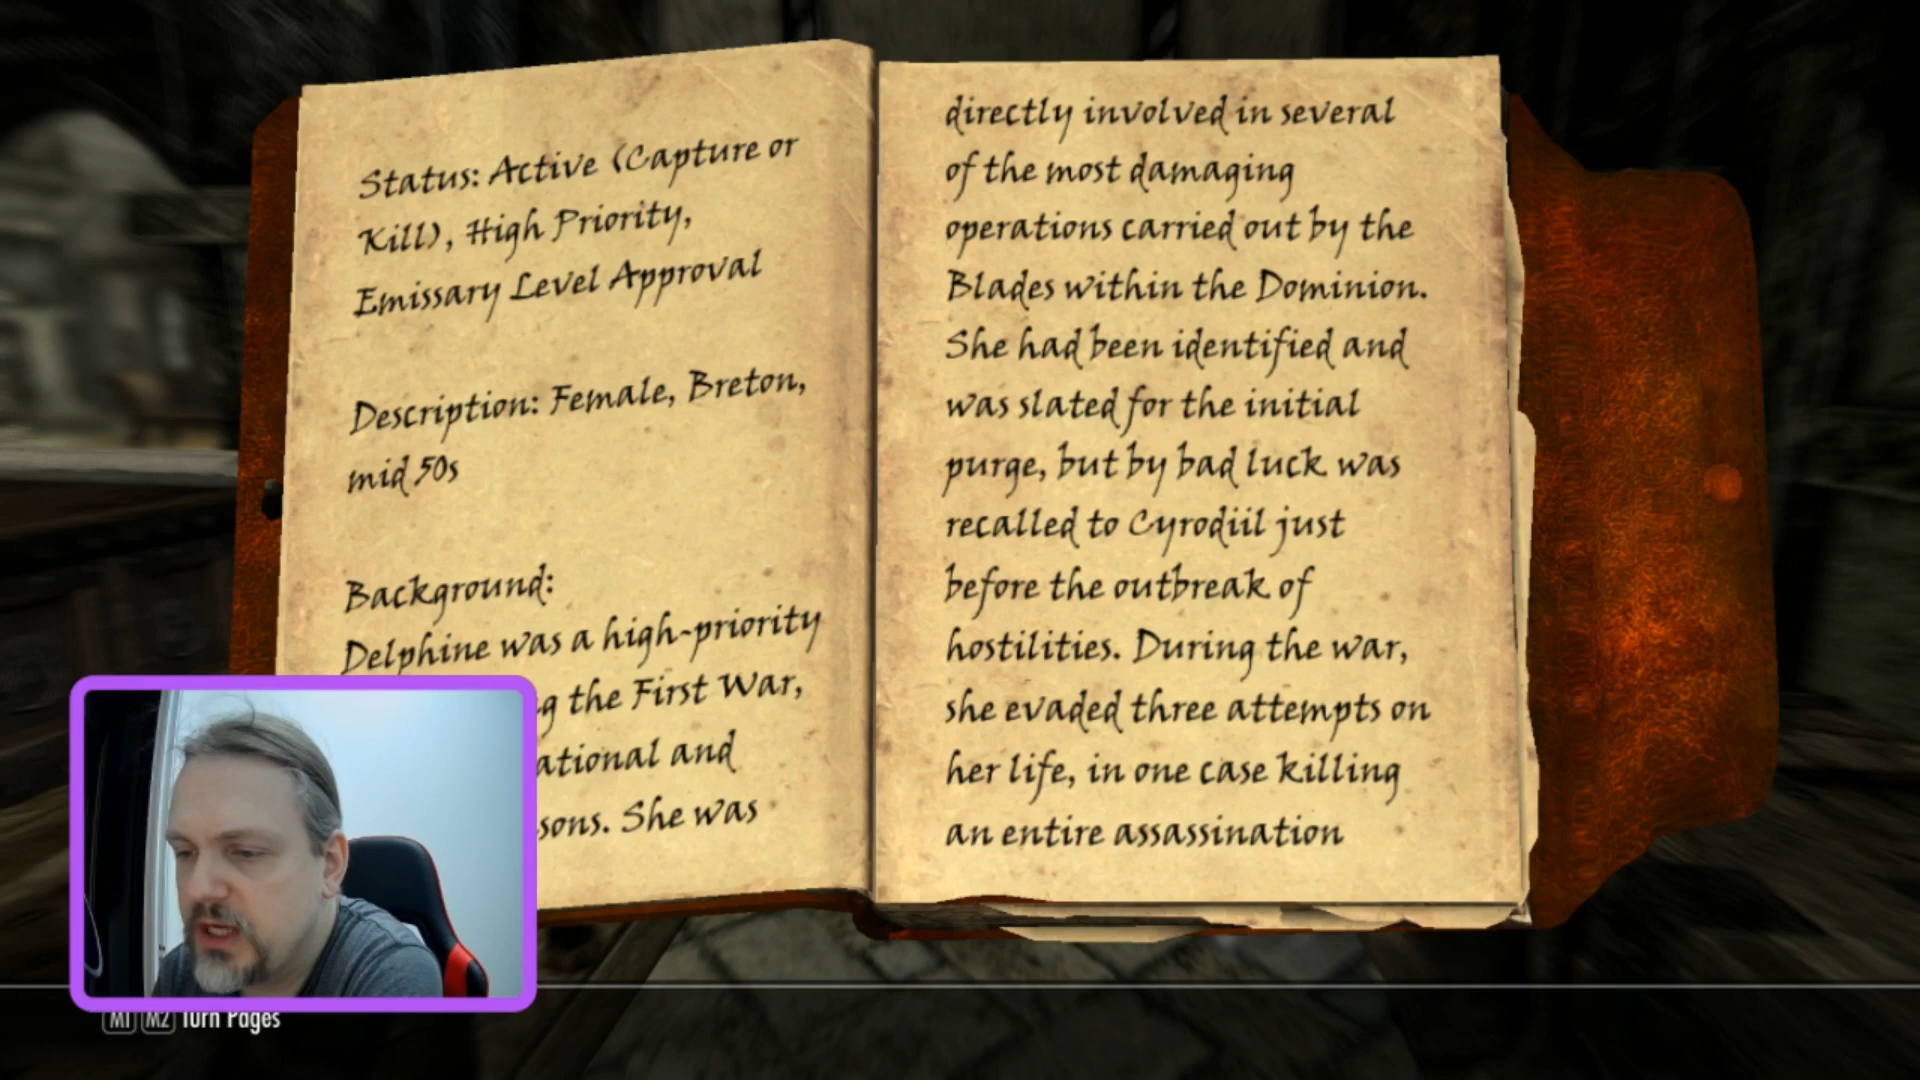 Status: Active (Capture or
Kill), High Priority,
Emissary Level Approval
Description: Female, Breton,
mid 50s
Background:
Delphine was a high-priority
the First War,
and
She was
directly involved in several
of the most damaging
operations carried out by the
Blades within the Dominion.
She had been identified and
was slated for the initial
purge, but by bad luck was
recalled to Cyrodiil just
before the outbreak of
hostilities. During the war,
she evaded three attempts on
her life, in one case killing
an entire assassination
M1 M2 Turn Pages